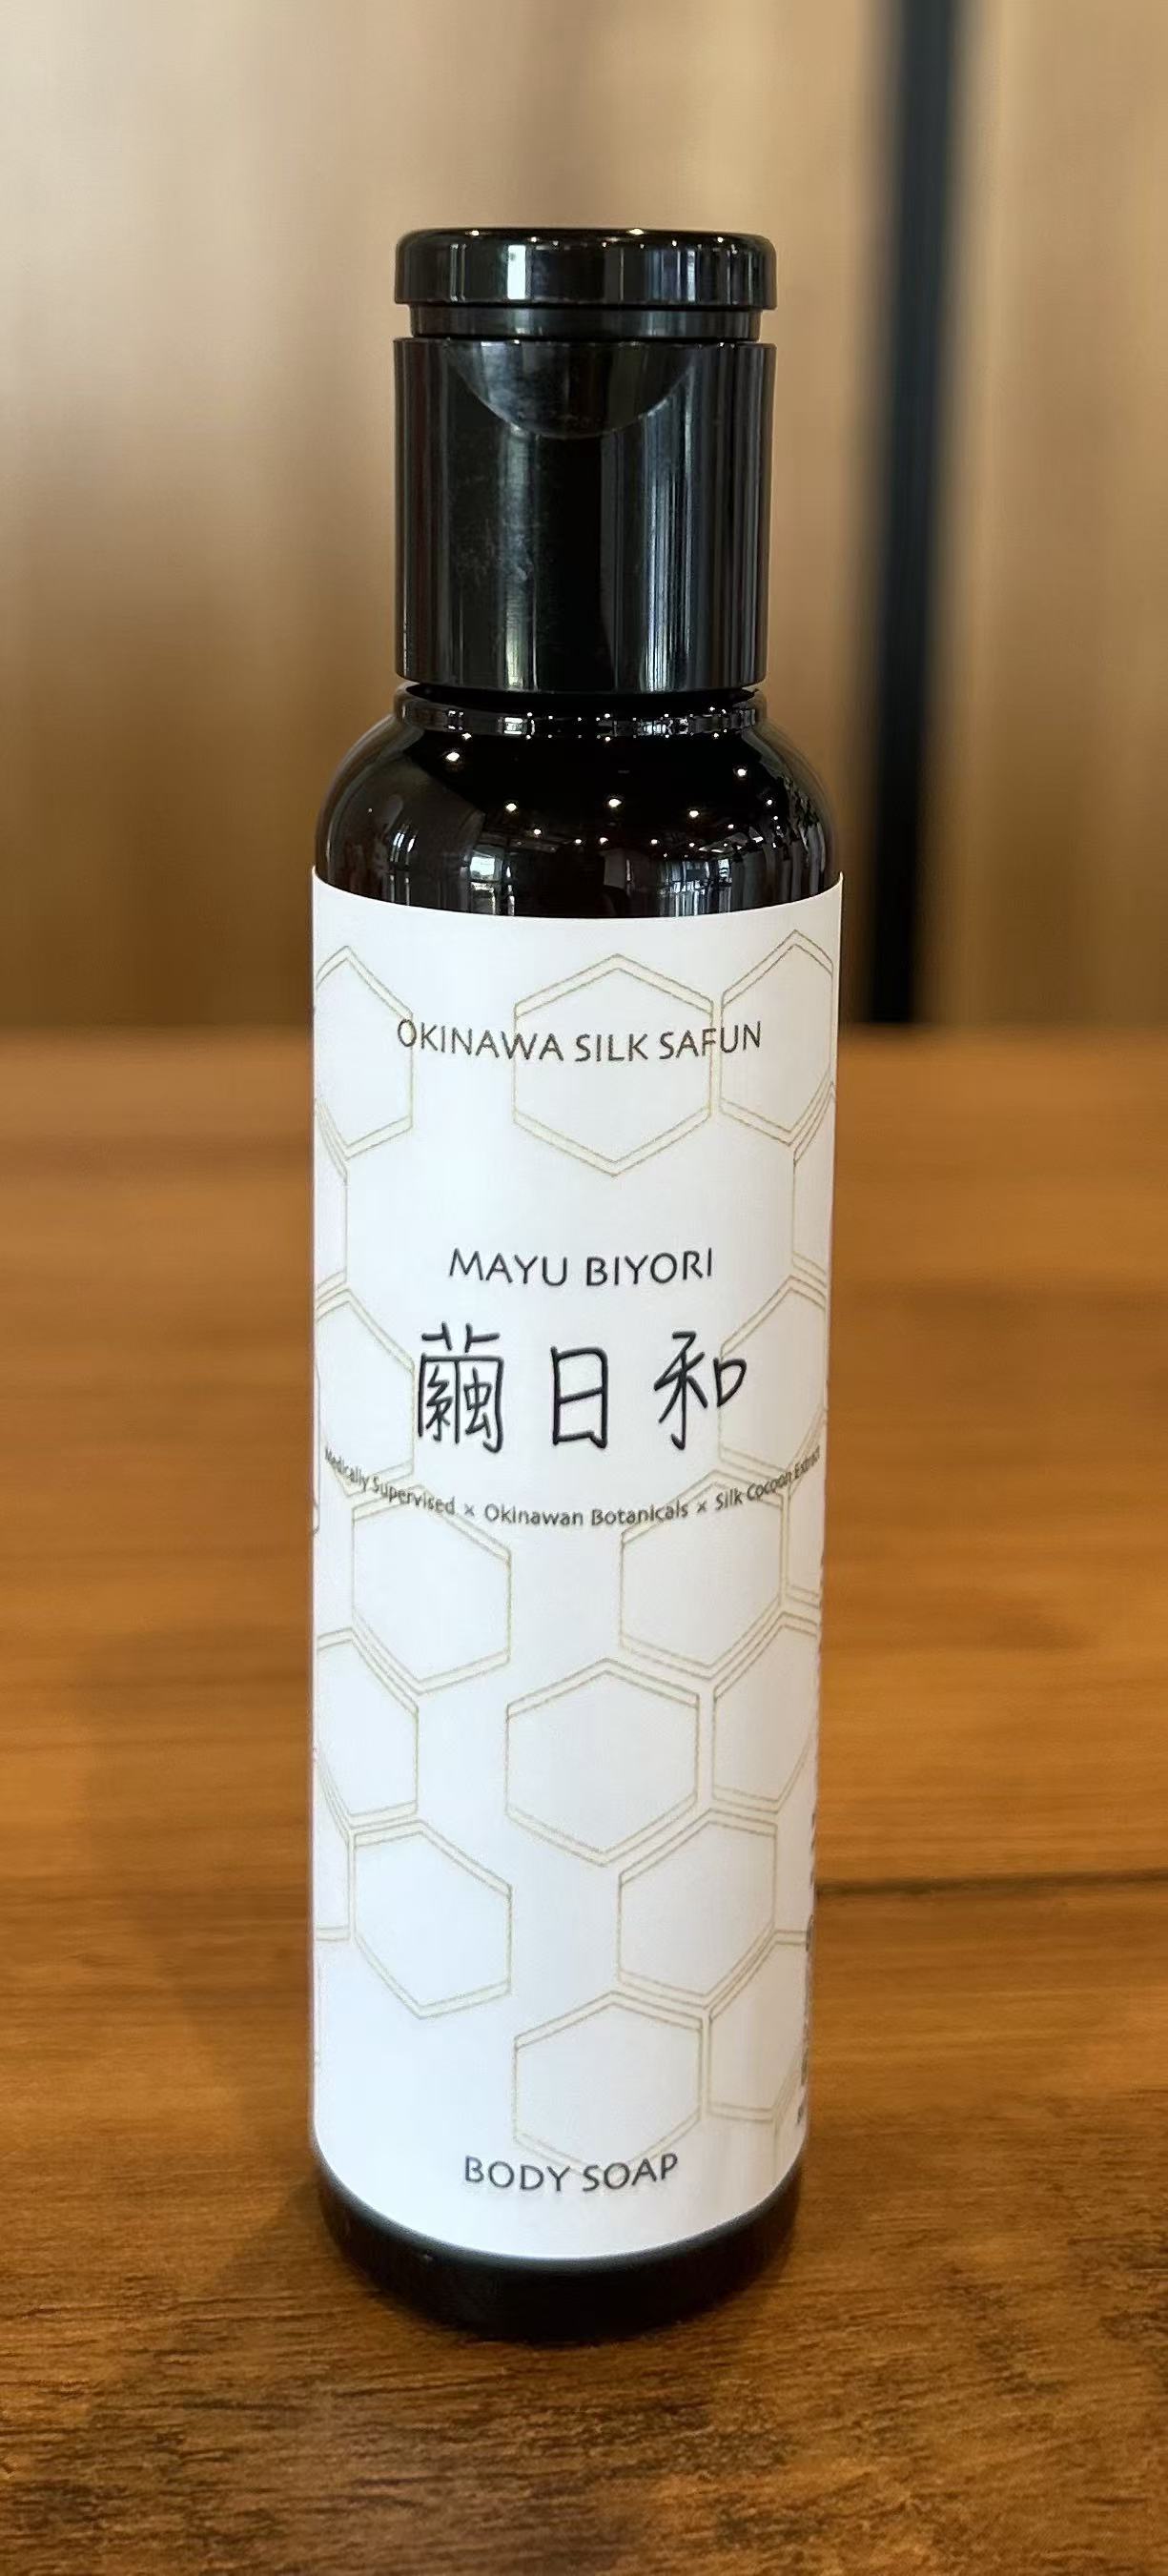 OKINAWA SILK SAFUN
MAYU BIYORI
繭日和
Medically Supervised × Okinawan Botanicals × Silk Cocoon Extract
BODY SOAP